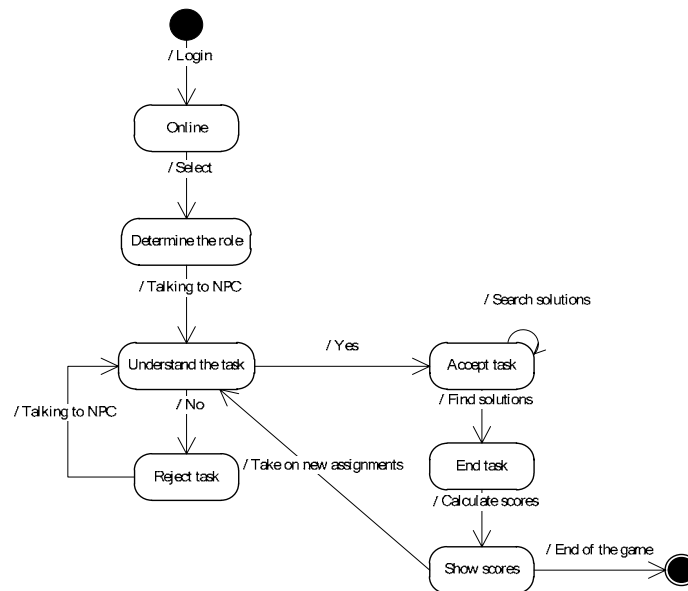 / Login
Online
/ Select
Determine the role
/ Talking to NPC
/ Search solutions
Understand the task
/ Yes
Accept task
/ Talking to NPC
/ No
/ Find solutions
Reject task
/ Take on new assignments
End task
/ Calculate scores
Show scores
/ End of the game